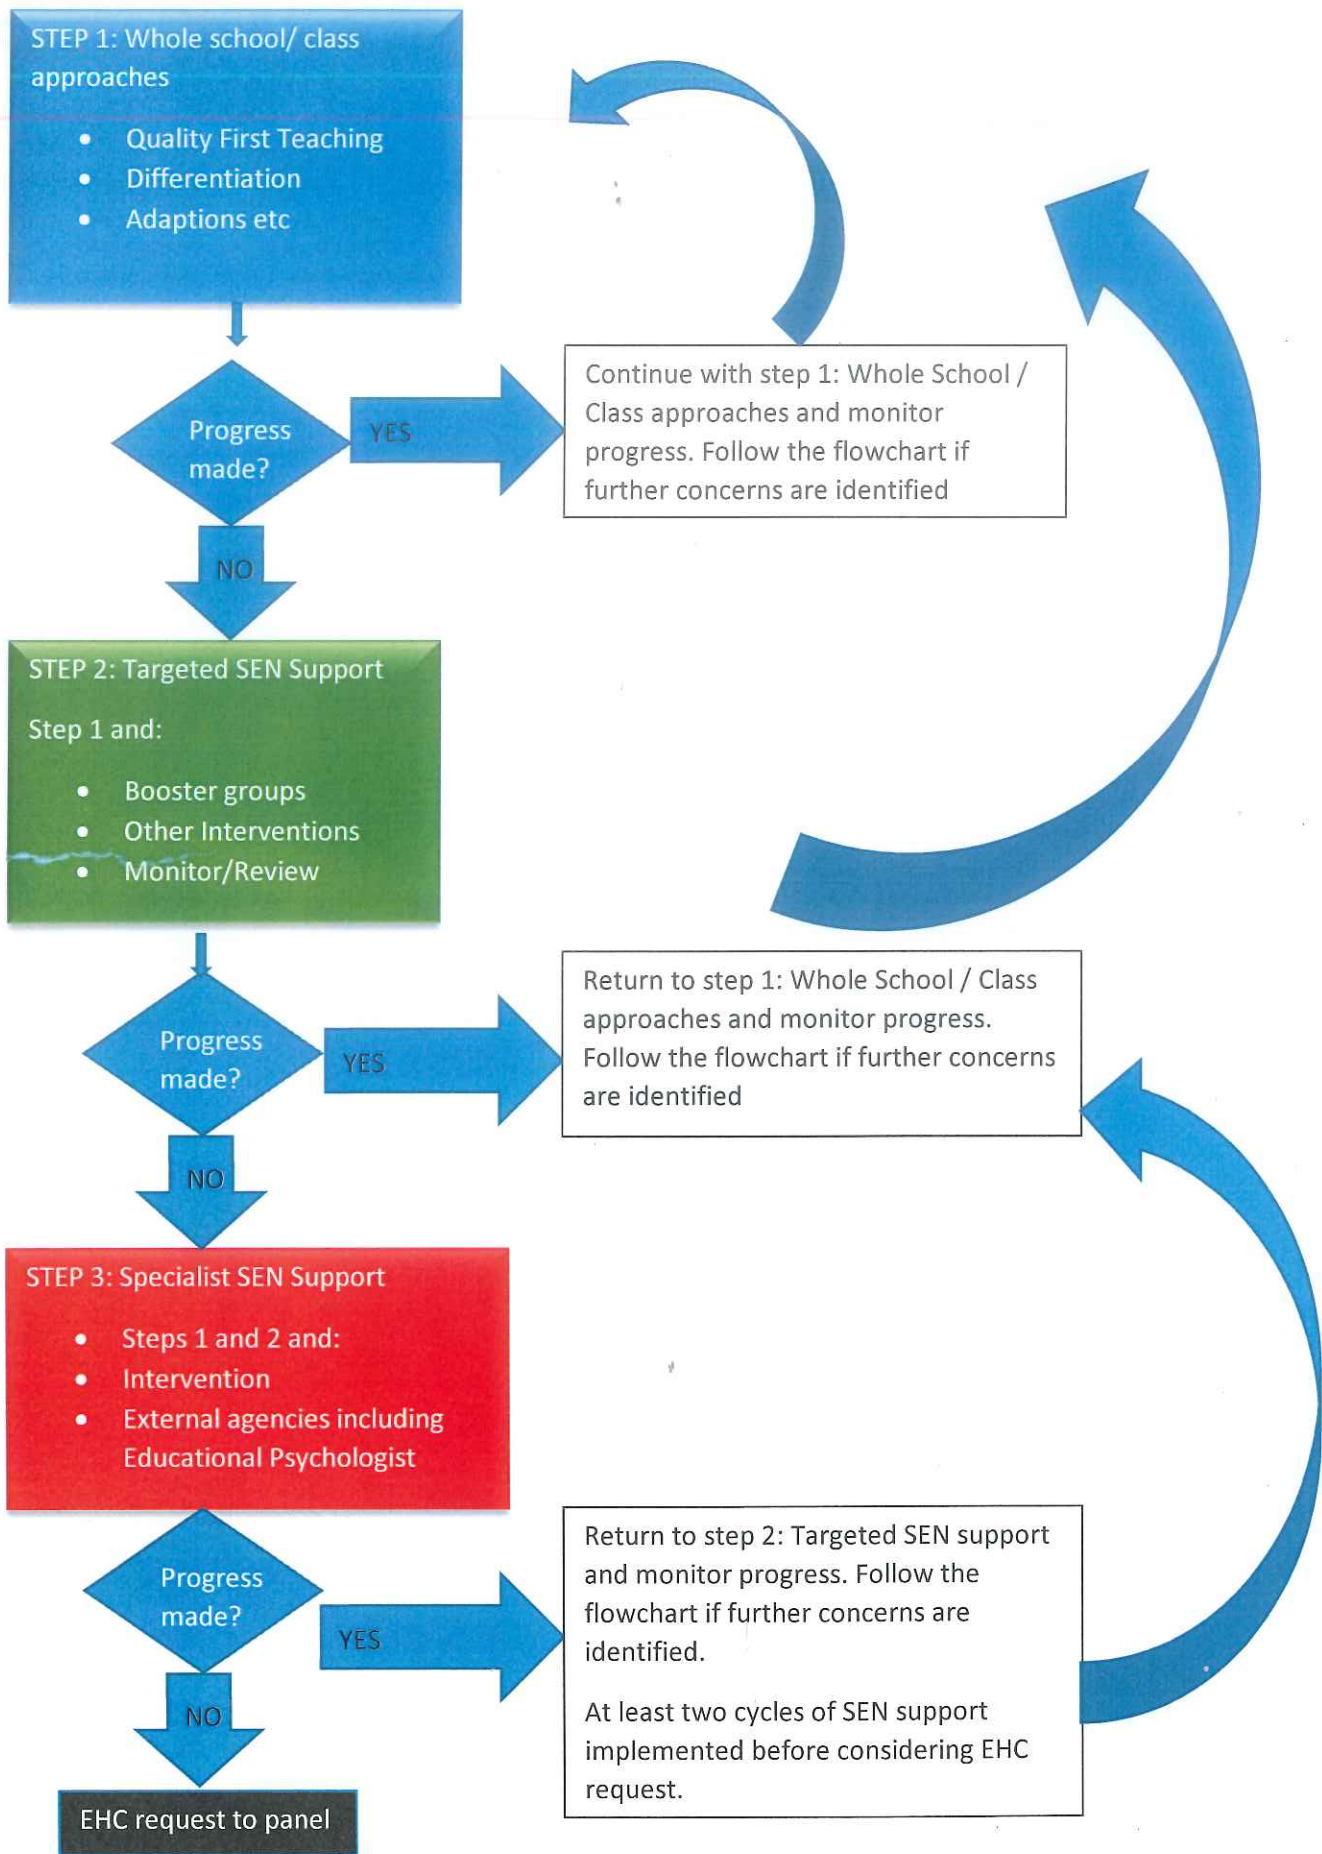 STEP 1: Whole school/ class
approaches
• Quality First Teaching
• Differentiation
• Adaptions etc
Progress
made?
YES
Continue with step 1: Whole School /
Class approaches and monitor
progress. Follow the flowchart if
further concerns are identified
NO
STEP 2: Targeted SEN Support
Step 1 and:
• Booster groups
• Other Interventions
• Monitor/Review
Progress
made?
YES
Return to step 1: Whole School / Class
approaches and monitor progress.
Follow the flowchart if further concerns
are identified
NO
STEP 3: Specialist SEN Support
• Steps 1 and 2 and:
• Intervention
• External agencies including
Educational Psychologist
Progress
made?
YES
Return to step 2: Targeted SEN support
and monitor progress. Follow the
flowchart if further concerns are
identified.
At least two cycles of SEN support
implemented before considering EHC
request.
NO
EHC request to panel